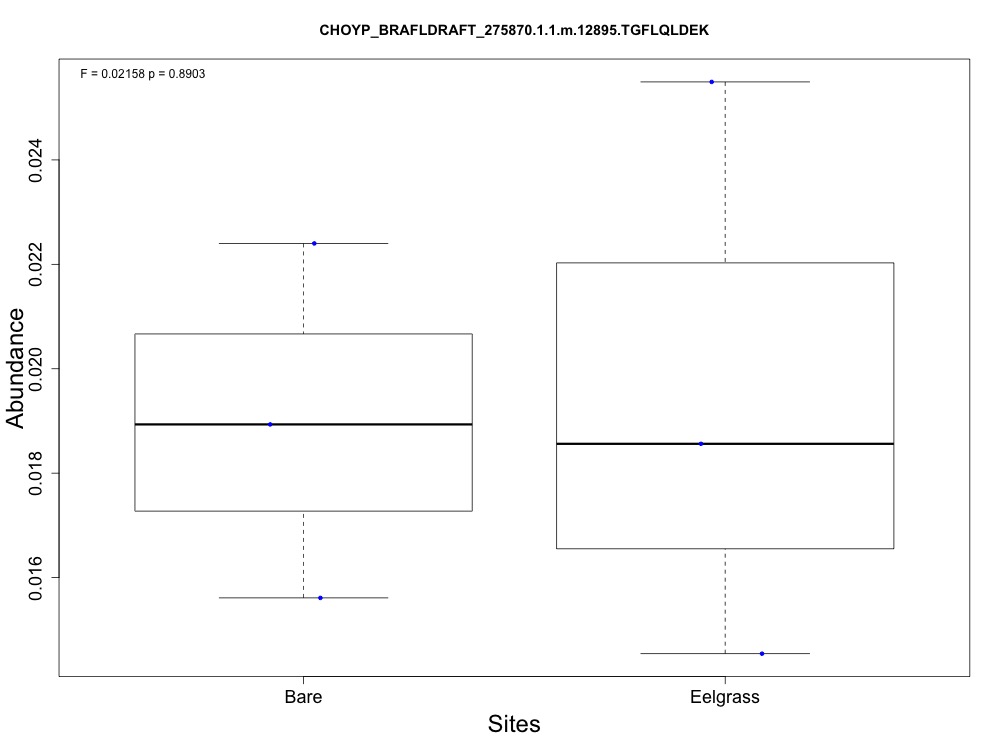 CHOYP_BRAFLDRAFT_275870.1.1.m.12895.TGFLQLDEK
F = 0.02158 p = 0.8903
0.024
0.022
0.020
0.018
0.016
Abundance
Bare
Eelgrass
Sites